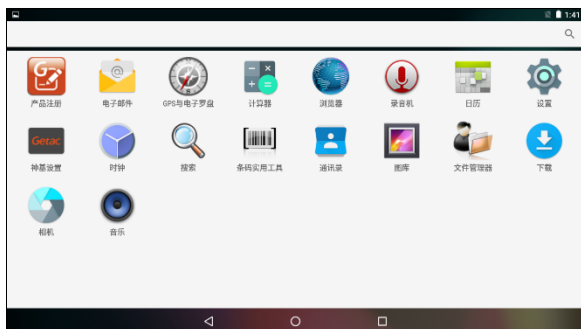 1:41
产品注册 电子邮件 GPS与电子罗盘 计算器 浏览器 录音机 日历 设置
Getac
神基设置 时钟 搜索 条码实用工具 通讯录 图库 文件管理器 下载
相机 音乐